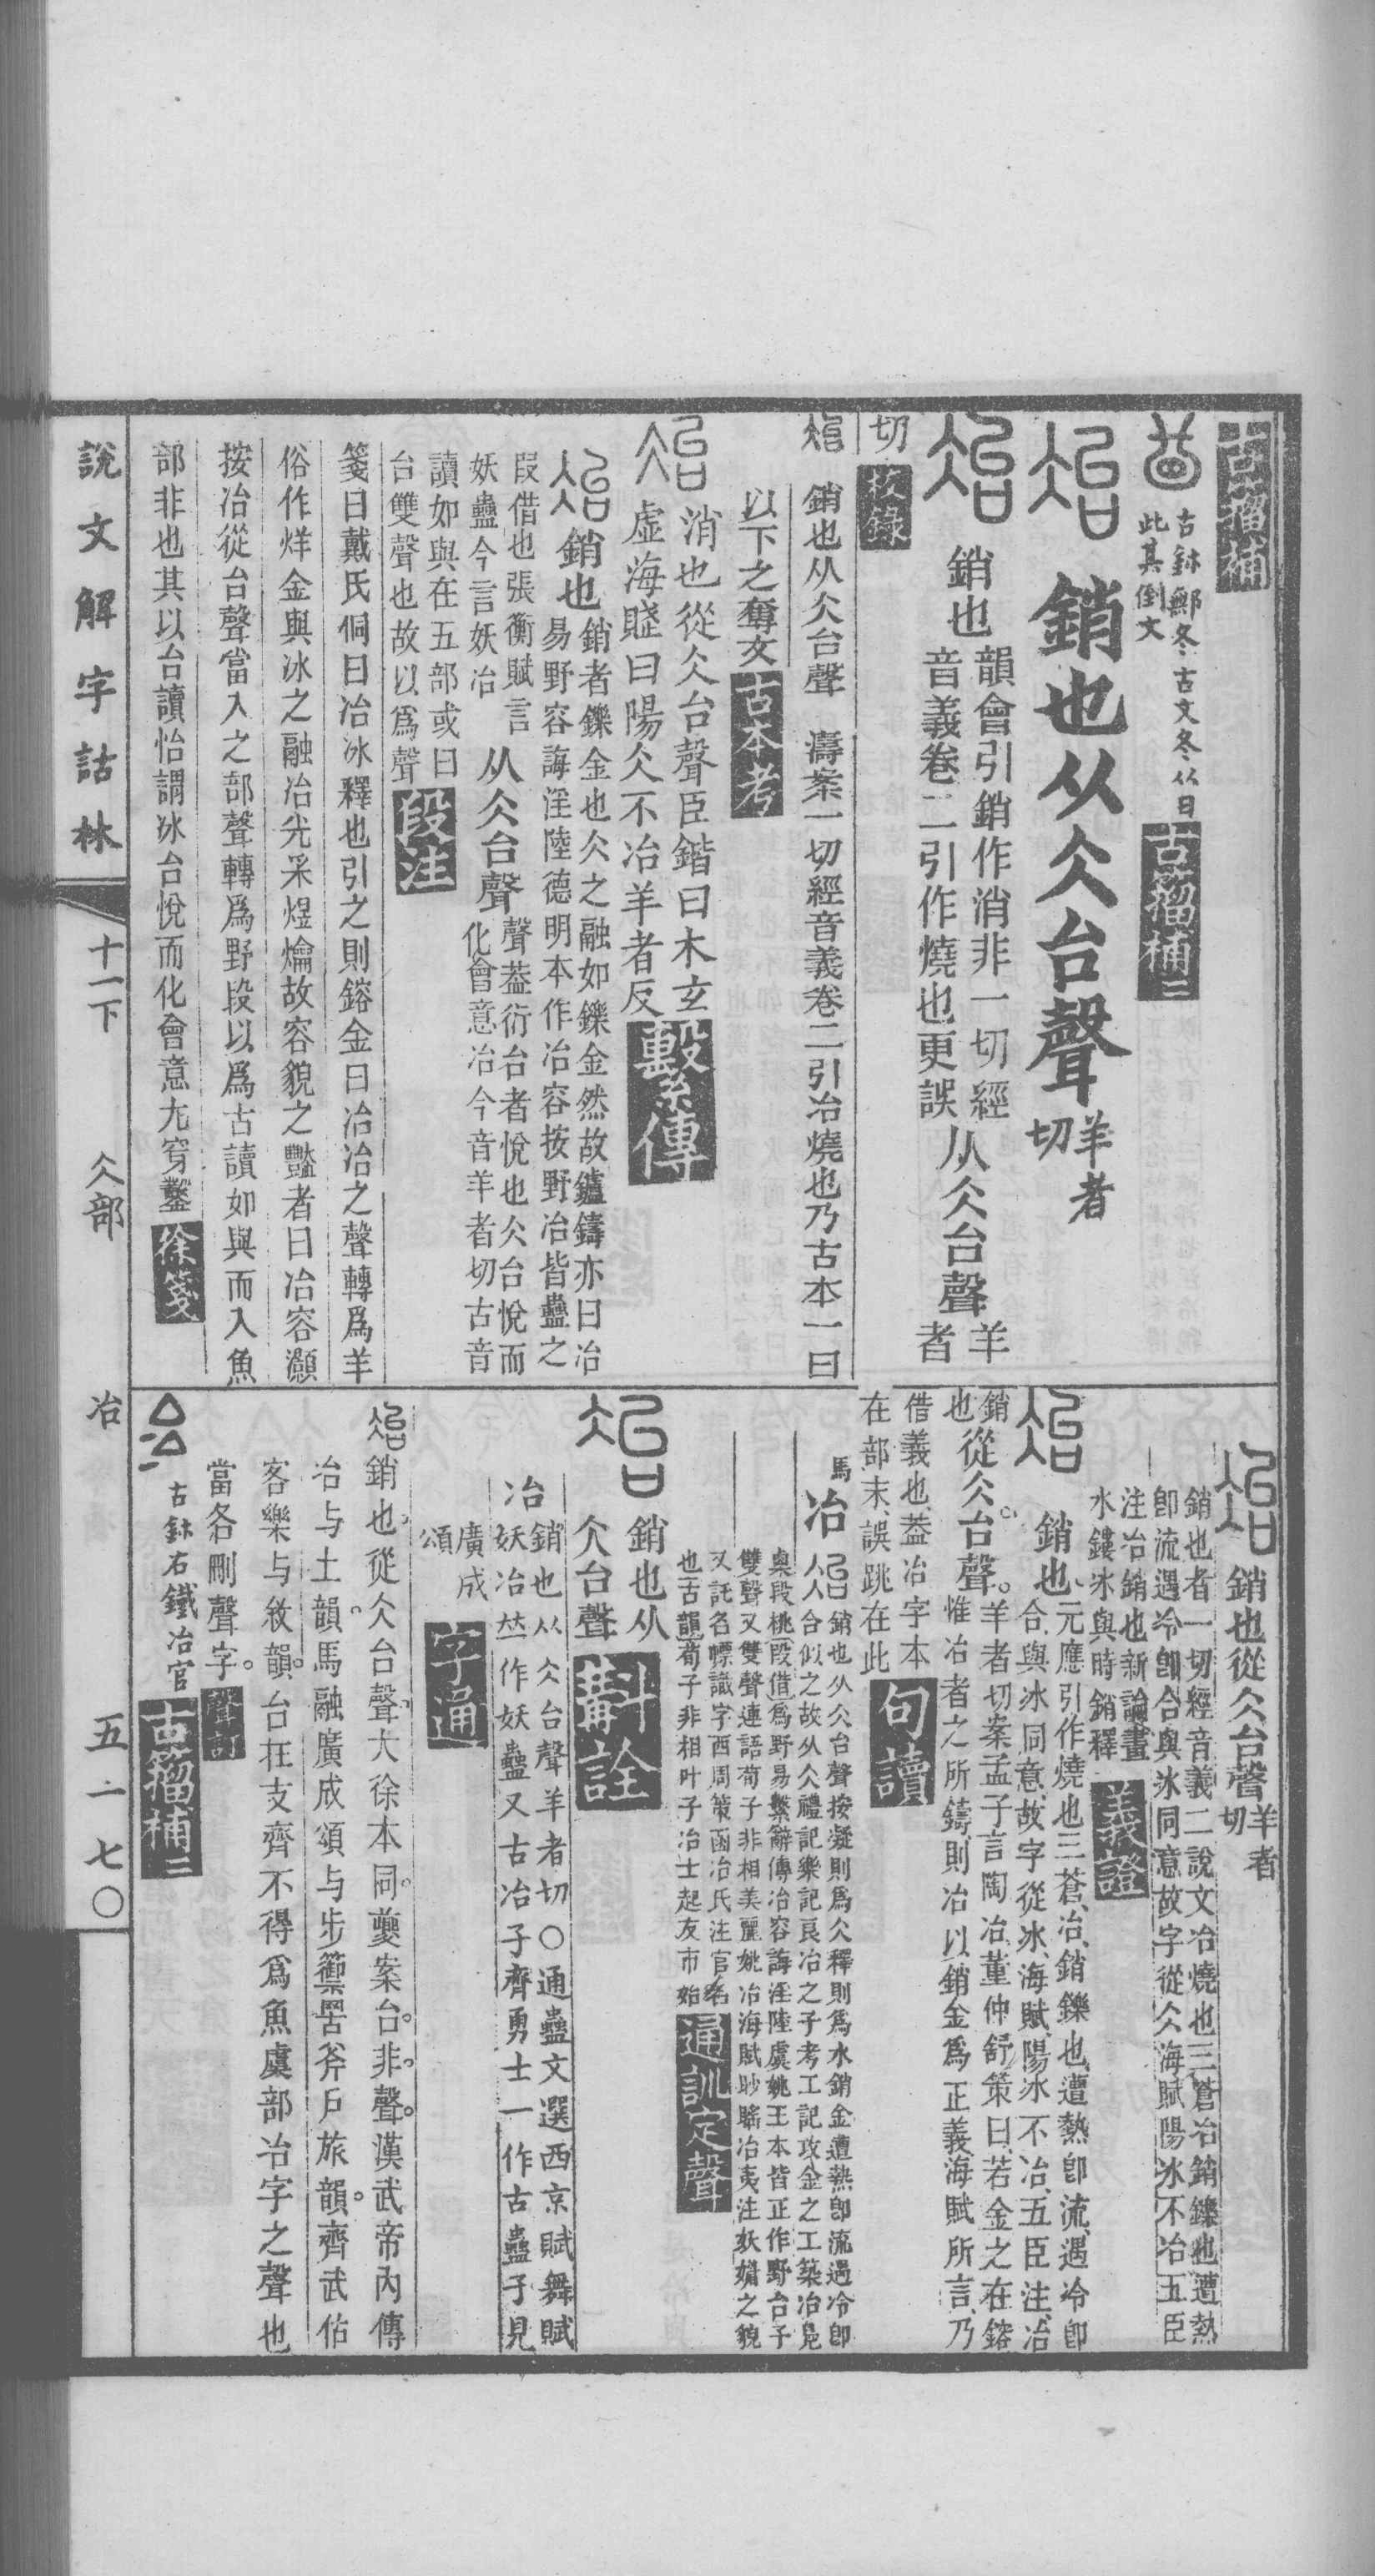 古籀補
古鉨鄭冬古文冬从日
此其倒文
古籀補二
銷也从仌台聲
羊者
切
銷也
韻會引銷作消非一切經
音義卷二引作燒也更誤
从仌台聲
羊
者
切
校錄
銷也从仌台聲 濤案一切經音義卷二引冶燒也乃古本一曰
以下之奪文
古本考
消也從仌台聲臣鍇曰木玄
虛海賦曰陽仌不冶羊者反
繫傳
銷也
銷者鑠金也仌之融如鑠金然故鑪鑄亦曰冶
易野容誨淫陸德明本作冶容按野冶皆蠱之
叚借也張衡賦言
妖蠱今言妖冶
从仌台聲
聲葢衍台者悅也仌台悅而
化會意冶今音羊者切古音
讀如與在五部或曰
台雙聲也故以爲聲
段注
箋曰戴氏侗曰冶冰釋也引之則鎔金曰冶冶之聲轉爲羊
俗作烊金與冰之融冶光釆煜爚故容貌之豔者曰冶容灝
按冶從台聲當入之部聲轉爲野段以爲古讀如與而入魚
部非也其以台讀怡謂冰台悅而化會意尢穿鑿
徐箋
銷也從仌台聲
羊者
切
銷也者一切經音義二說文冶燒也三蒼冶銷鑠也遭熱
卽流遇冷卽合與冰同意故字從仌海賦陽冰不冶五臣
注冶銷也新論畫
水鏤冰與時銷釋
義證
銷也
元應引作燒也三蒼冶銷鑠也遭熱卽流遇冷卽
合與冰同意故字從冰海賦陽冰不冶五臣注冶
銷
也
從仌台聲
羊者切案孟子言陶冶董仲舒策曰若金之在鎔
惟冶者之所鑄則冶以銷金爲正義海賦所言乃
借義也葢冶字本
在部末誤跳在此
句讀
馬
冶
銷也从仌台聲按凝則爲仌釋則爲水銷金遭熱卽流遇冷卽
合似之故从仌禮記樂記良冶之子考工記攻金之工築冶鳧
㮚段桃 叚借 爲野易繫辭傳冶容誨淫陸虞姚王本皆正作野台子
雙聲又雙聲連語荀子非相美麗姚冶海賦眇䁘冶夷注妖媚之貌
又託名幖識字西周策函冶氏注官名
也 古韻 荀子非相叶子冶士起友市始
通訓定聲
銷也从
仌台聲
斠詮
冶
銷也从仌台聲羊者切〇通蠱文選西京賦舞賦
妖冶竝作妖蠱又古冶子齊勇士一作古蠱子見
廣成
頌
字通
銷也從仌台聲大徐本同夔案台非聲漢武帝內傳
冶与土韻馬融廣成頌与步籞罟斧戶旅韻齊武估
客樂与敘韻台在支齊不得爲魚虞部冶字之聲也
當各刪聲字
聲訂
古鉨右鐵冶官
古籀補二
說文解字詁林
十一下
仌部
冶
五一七〇